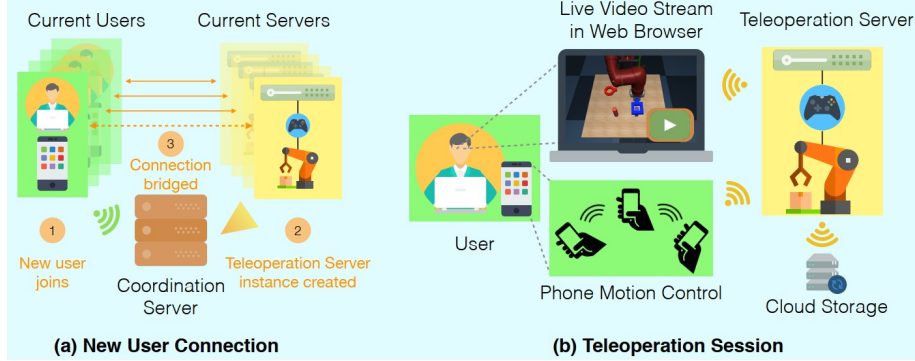 Current Users
Current Servers
3
Connection
bridged
1
New user
joins
Coordination
Server
2
Teleoperation Server
instance created
(a) New User Connection
Live Video Stream
in Web Browser
Teleoperation Server
User
Phone Motion Control
Cloud Storage
(b) Teleoperation Session